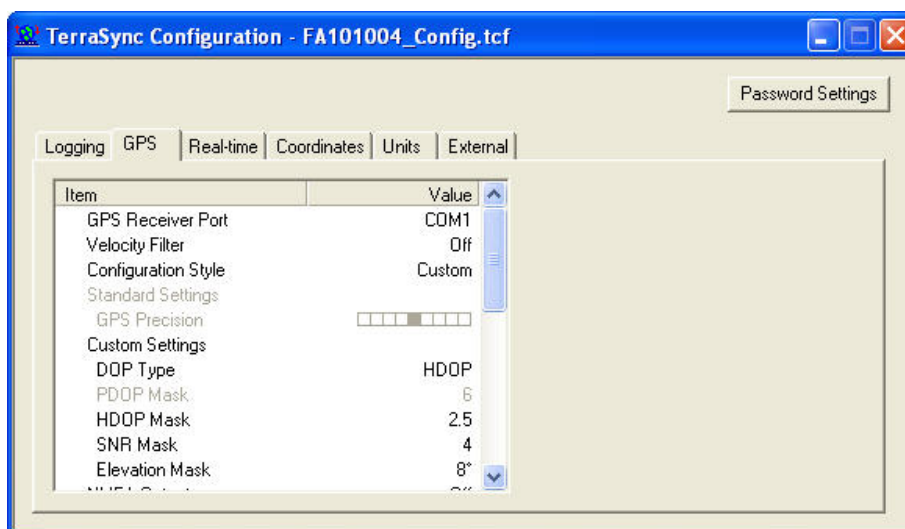 TerraSync Configuration - FA101004_Config.tcf
Password Settings
Logging GPS Real-time Coordinates Units External
Item Value
GPS Receiver Port COM1
Velocity Filter Off
Configuration Style Custom
Standard Settings
GPS Precision
Custom Settings
DOP Type HDOP
PDOP Mask 6
HDOP Mask 2.5
SNR Mask 4
Elevation Mask 8°